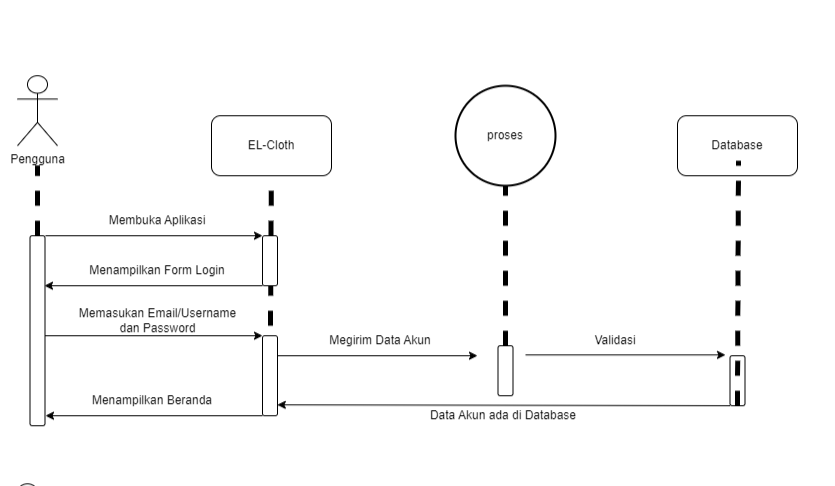 Pengguna
EL-Cloth
proses
Database
Membuka Aplikasi
Menampilkan Form Login
Memasukan Email/Username
dan Password
Megirim Data Akun
Validasi
Menampilkan Beranda
Data Akun ada di Database